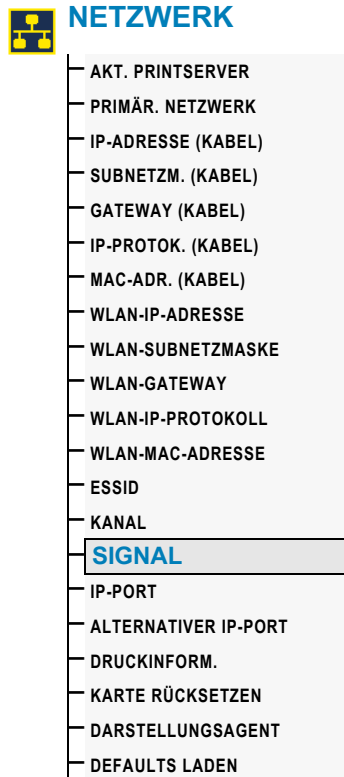 NETZWERK
AKT. PRINTSERVER
PRIMÄR. NETZWERK
IP-ADRESSE (KABEL)
SUBNETZM. (KABEL)
GATEWAY (KABEL)
IP-PROTOK. (KABEL)
MAC-ADR. (KABEL)
WLAN-IP-ADRESSE
WLAN-SUBNETZMASKE
WLAN-GATEWAY
WLAN-IP-PROTOKOLL
WLAN-MAC-ADRESSE
ESSID
KANAL
SIGNAL
IP-PORT
ALTERNATIVER IP-PORT
DRUCKINFORM.
KARTE RÜCKSETZEN
DARSTELLUNGSAGENT
DEFAULTS LADEN